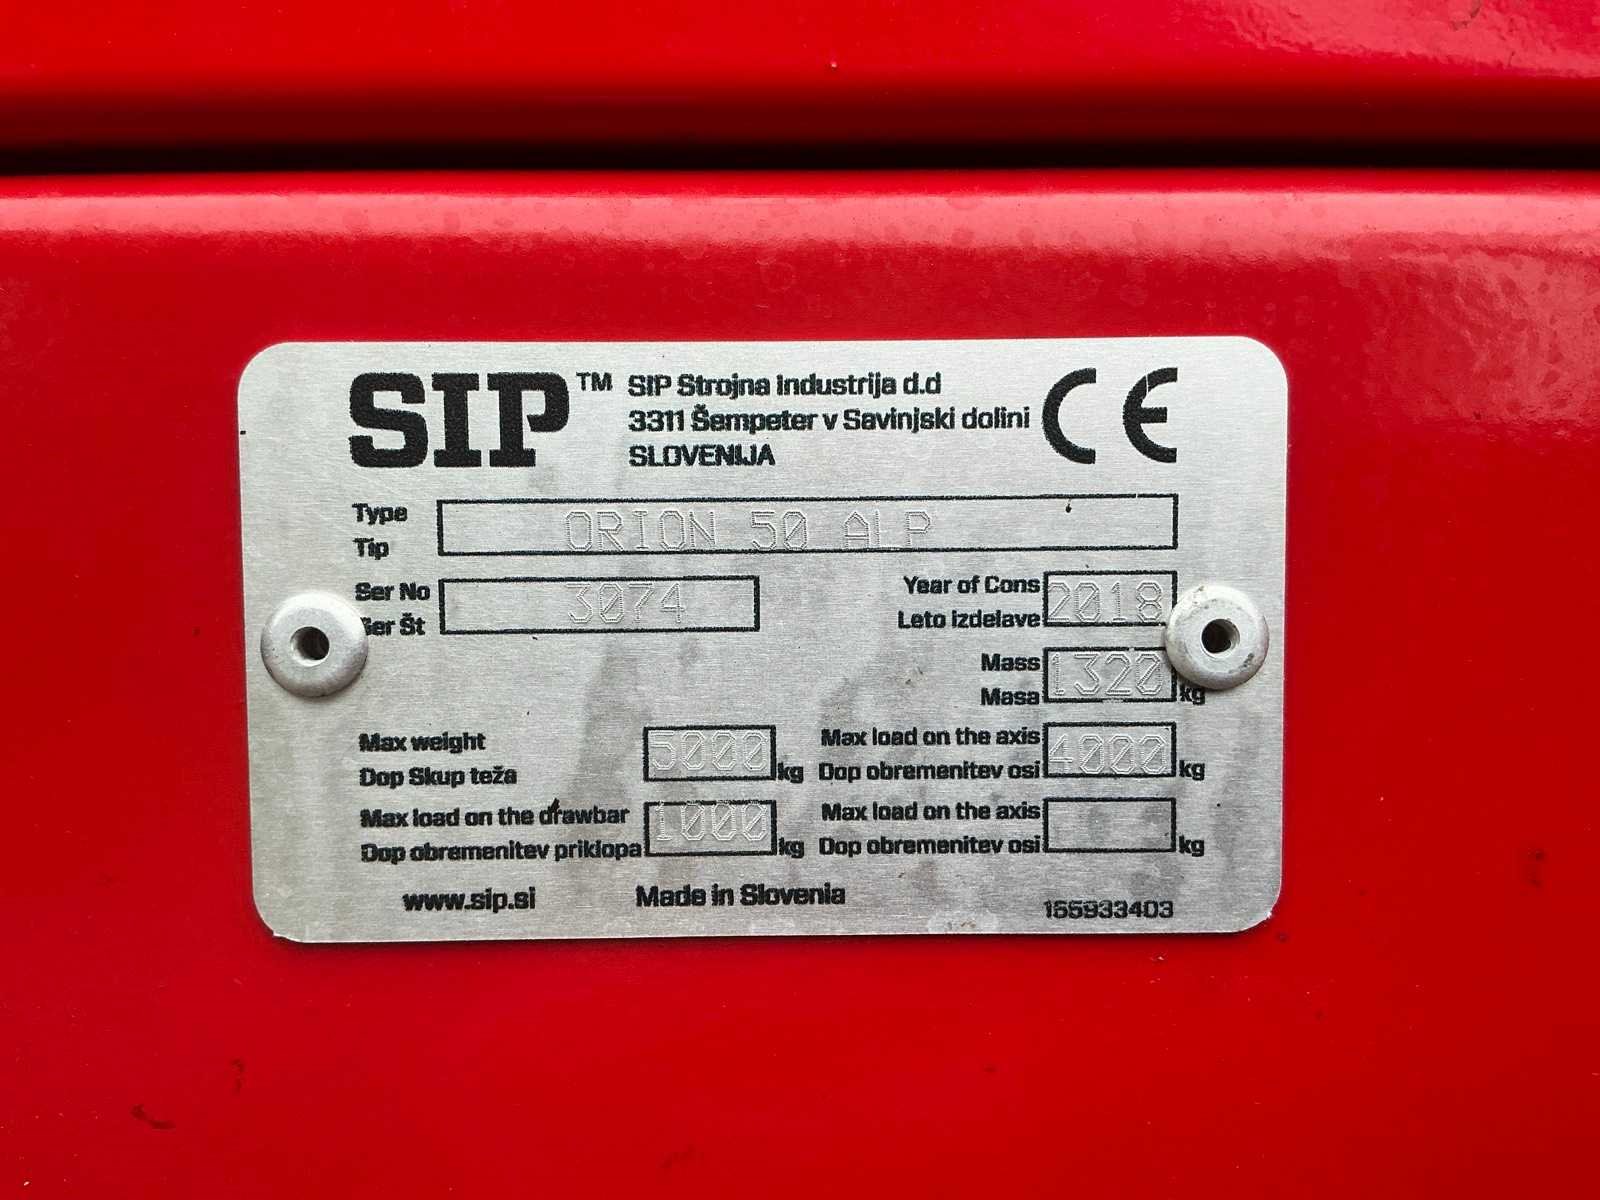 SIP™ SIP Strojna Industrija d.d
3311 Šempeter v Savinjski dolini
SLOVENIJA
CE
Type
Tip
ORION 50 ALP
Ser No
Ser Št
3074
Year of Cons
Leto izdelave
2018
Mass
Masa
1320 kg
Max weight
Dop Skup teža
5000 kg
Max load on the axis
Dop obremenitev osi
4000 kg
Max load on the drawbar
Dop obremenitev priklopa
1000 kg
Max load on the axis
Dop obremenitev osi
kg
www.sip.si
Made in Slovenia
155933403